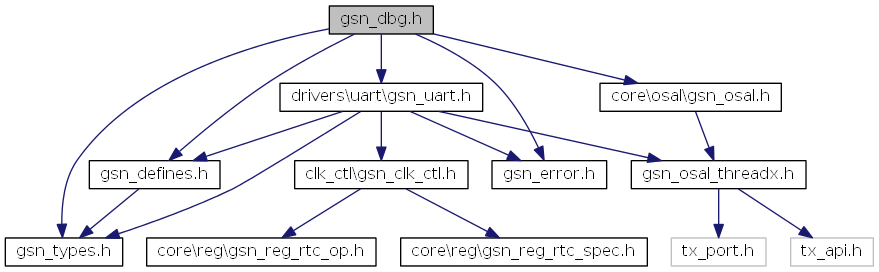 gsn_dbg.h
drivers\uart\gsn_uart.h
core\osal\gsn_osal.h
gsn_defines.h
clk_ctl\gsn_clk_ctl.h
gsn_error.h
gsn_osal_threadx.h
gsn_types.h
core\reg\gsn_reg_rtc_op.h
core\reg\gsn_reg_rtc_spec.h
tx_port.h
tx_api.h